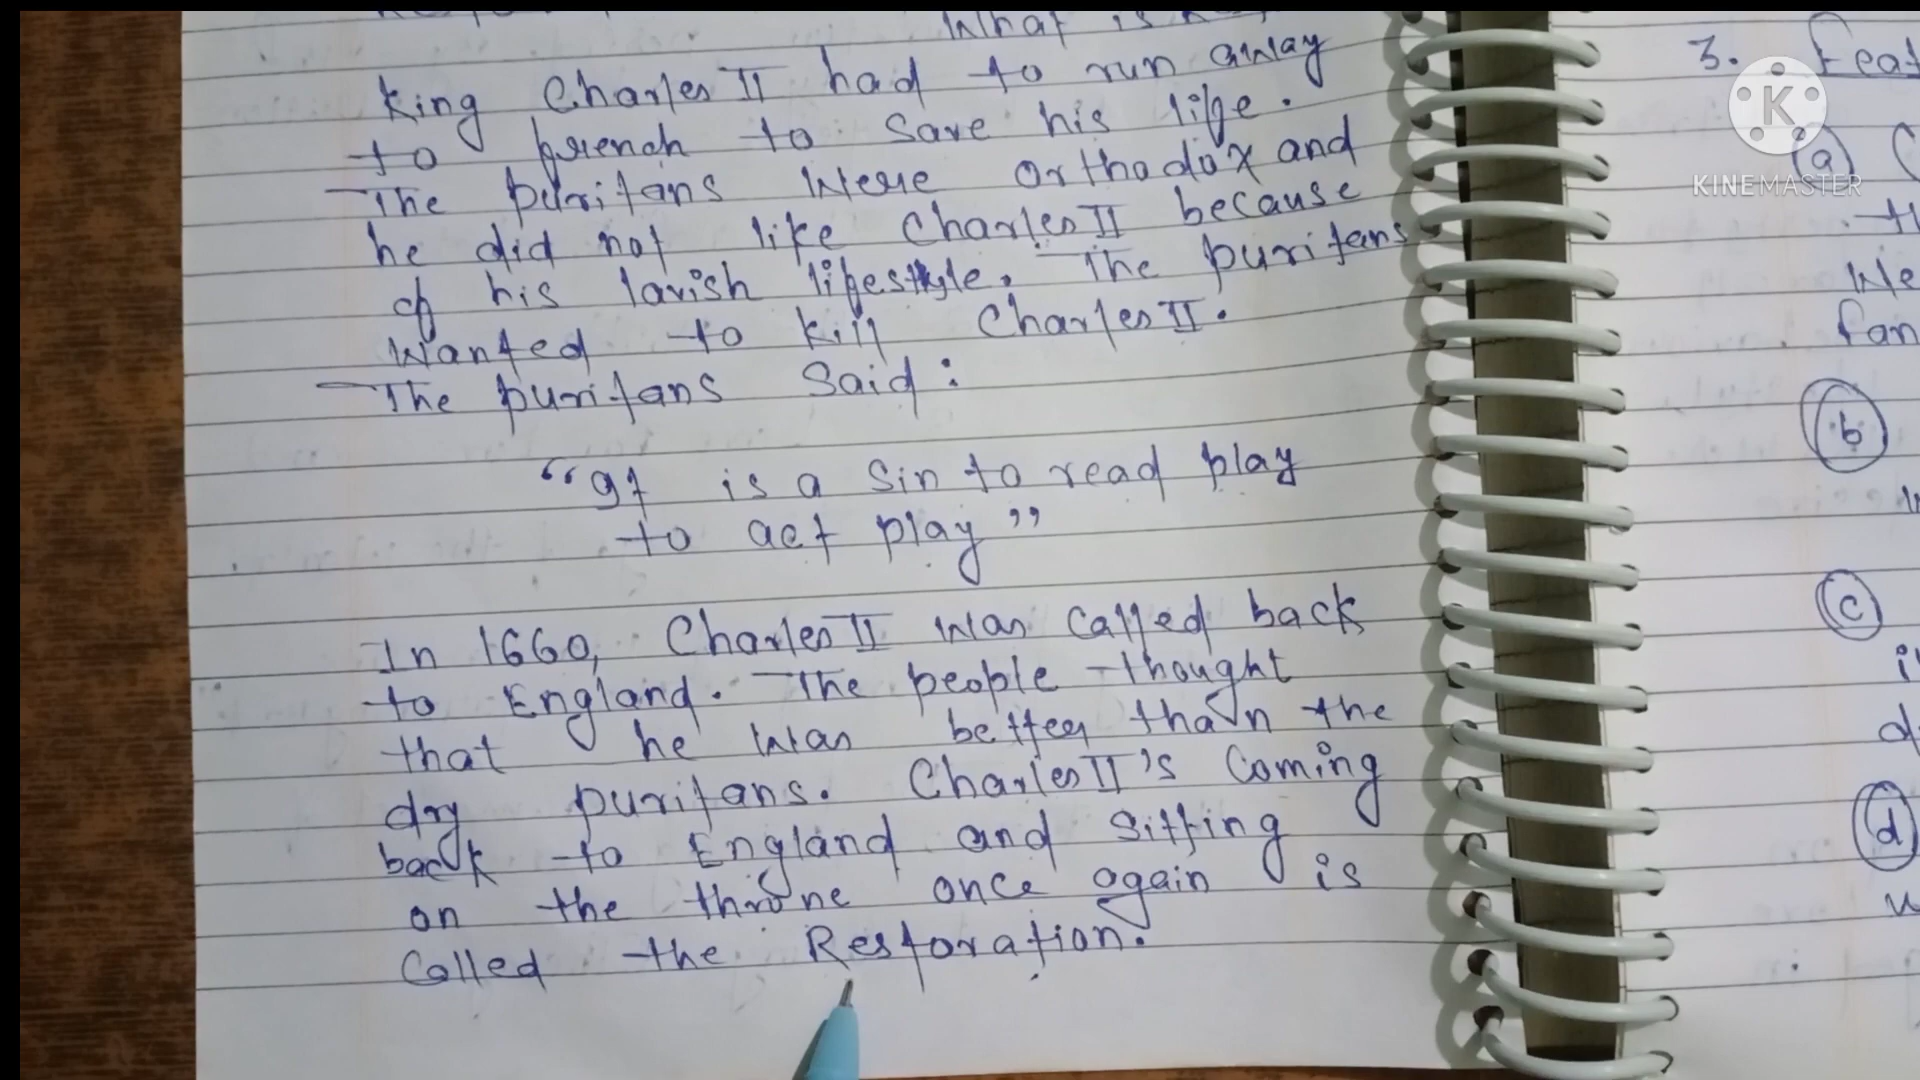 What is
King Charles II had to run away
to french to save his life.
The puritans were orthodox and
he did not like Charles II because
of his lavish lifestyle. The puritans
wanted to kill Charles II.
The puritans said:
“It is a sin to read play
to act play”
In 1660, Charles II was called back
to England. The people thought
that he was better than the
dry puritans. Charles II's coming
back to England and sitting
on the throne once again is
called the Restoration.
3. Feat
a
b
c
d
K
KINEMASTER